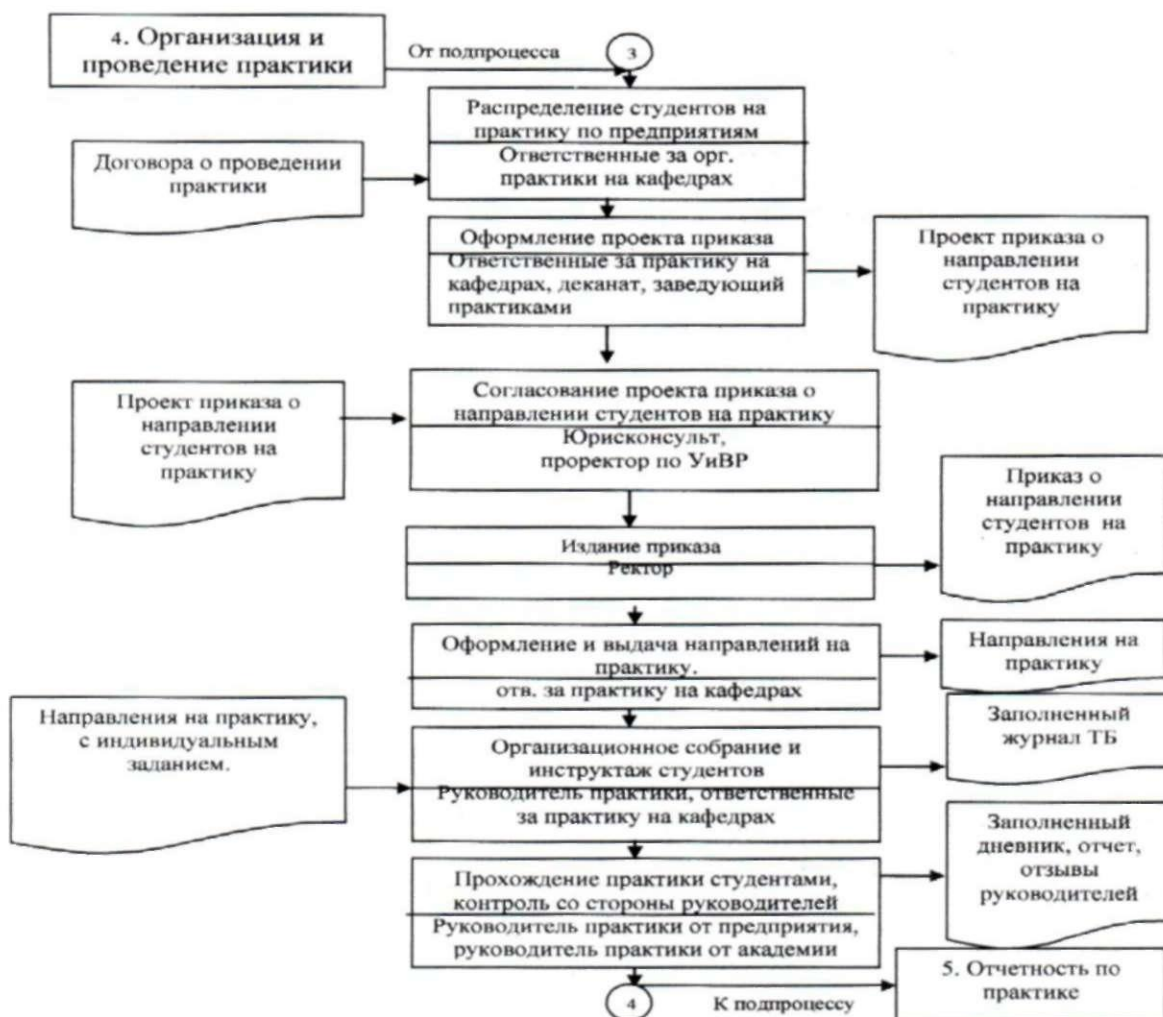 4. Организация и
проведение практики
От подпроцесса
3
Распределение студентов на
практику по предприятиям
Ответственные за орг.
практики на кафедрах
Договора о проведении
практики
Оформление проекта приказа
Ответственные за практику на
кафедрах, деканат, заведующий
практиками
Проект приказа о
направлении
студентов на
практику
Согласование проекта приказа о
направлении студентов на практику
Юрисконсульт,
проректор по УиВР
Проект приказа о
направлении
студентов на
практику
Издание приказа
Ректор
Приказ о
направлении
студентов на
практику
Оформление и выдача направлений на
практику.
отв. за практику на кафедрах
Направления на
практику
Направления на практику,
с индивидуальным
заданием.
Организационное собрание и
инструктаж студентов
Руководитель практики, ответственные
за практику на кафедрах
Заполненный
журнал ТБ
Прохождение практики студентами,
контроль со стороны руководителей
Руководитель практики от предприятия,
руководитель практики от академии
Заполненный
дневник, отчет,
отзывы
руководителей
4
К подпроцессу
5. Отчетность по
практике